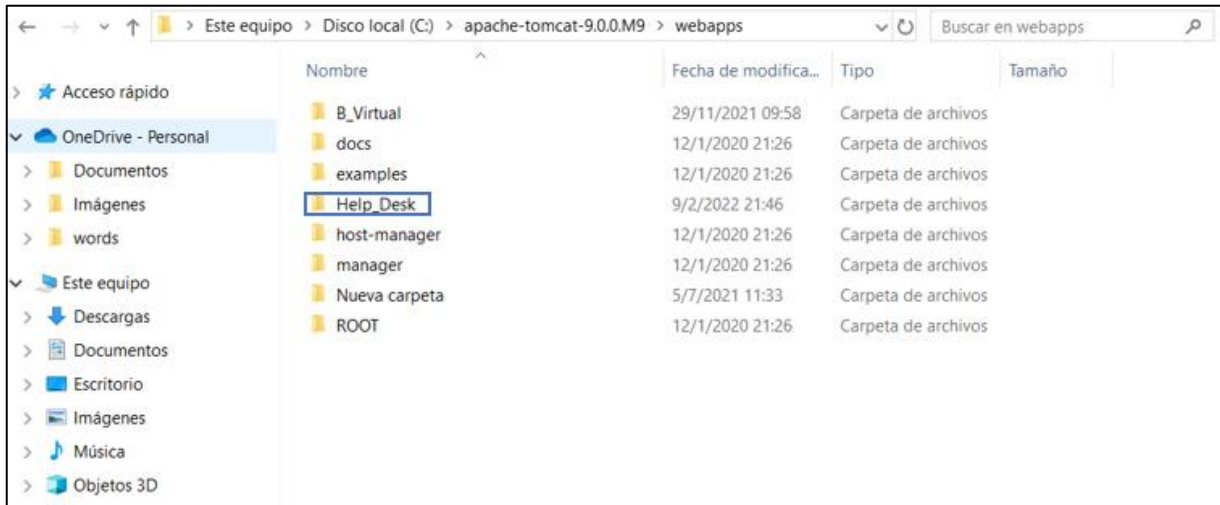 Este equipo > Disco local (C:) > apache-tomcat-9.0.0.M9 > webapps
Buscar en webapps
Acceso rápido
OneDrive - Personal
Documentos
Imágenes
words
Este equipo
Descargas
Documentos
Escritorio
Imágenes
Música
Objetos 3D
Nombre Fecha de modifica... Tipo Tamaño
B_Virtual 29/11/2021 09:58 Carpeta de archivos
docs 12/1/2020 21:26 Carpeta de archivos
examples 12/1/2020 21:26 Carpeta de archivos
Help_Desk 9/2/2022 21:46 Carpeta de archivos
host-manager 12/1/2020 21:26 Carpeta de archivos
manager 12/1/2020 21:26 Carpeta de archivos
Nueva carpeta 5/7/2021 11:33 Carpeta de archivos
ROOT 12/1/2020 21:26 Carpeta de archivos